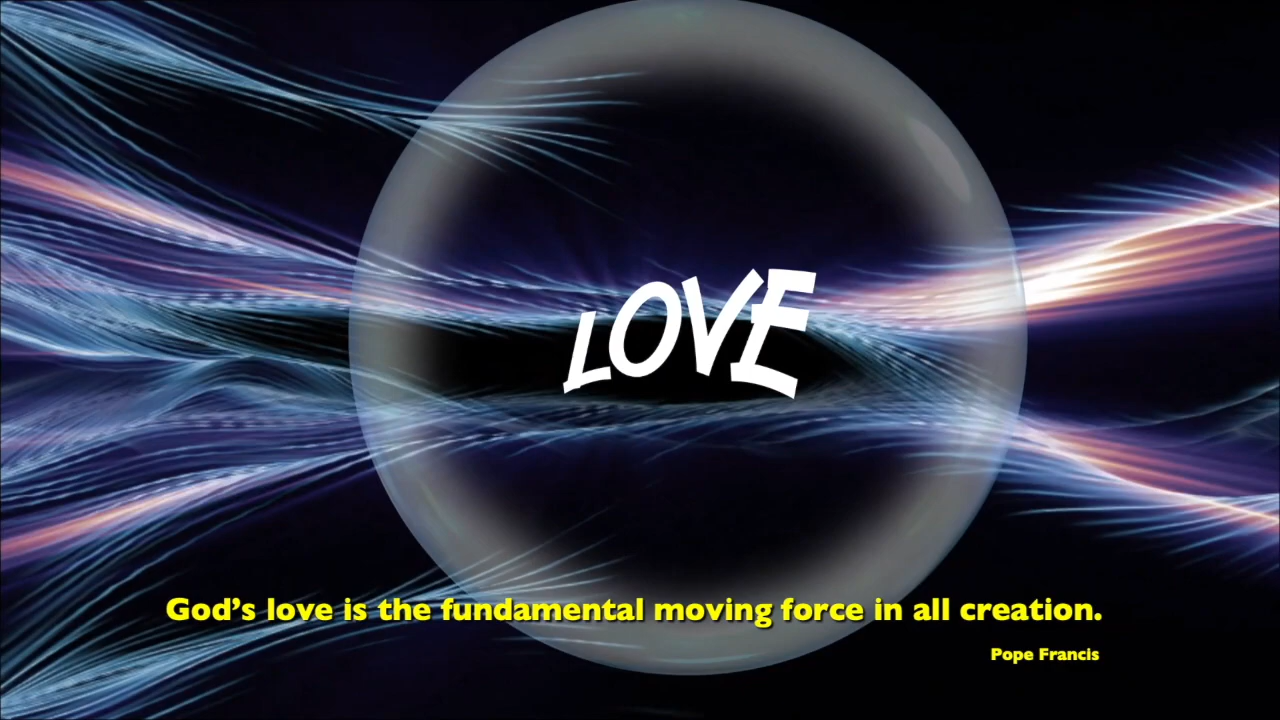 LOVE
God’s love is the fundamental moving force in all creation.
Pope Francis